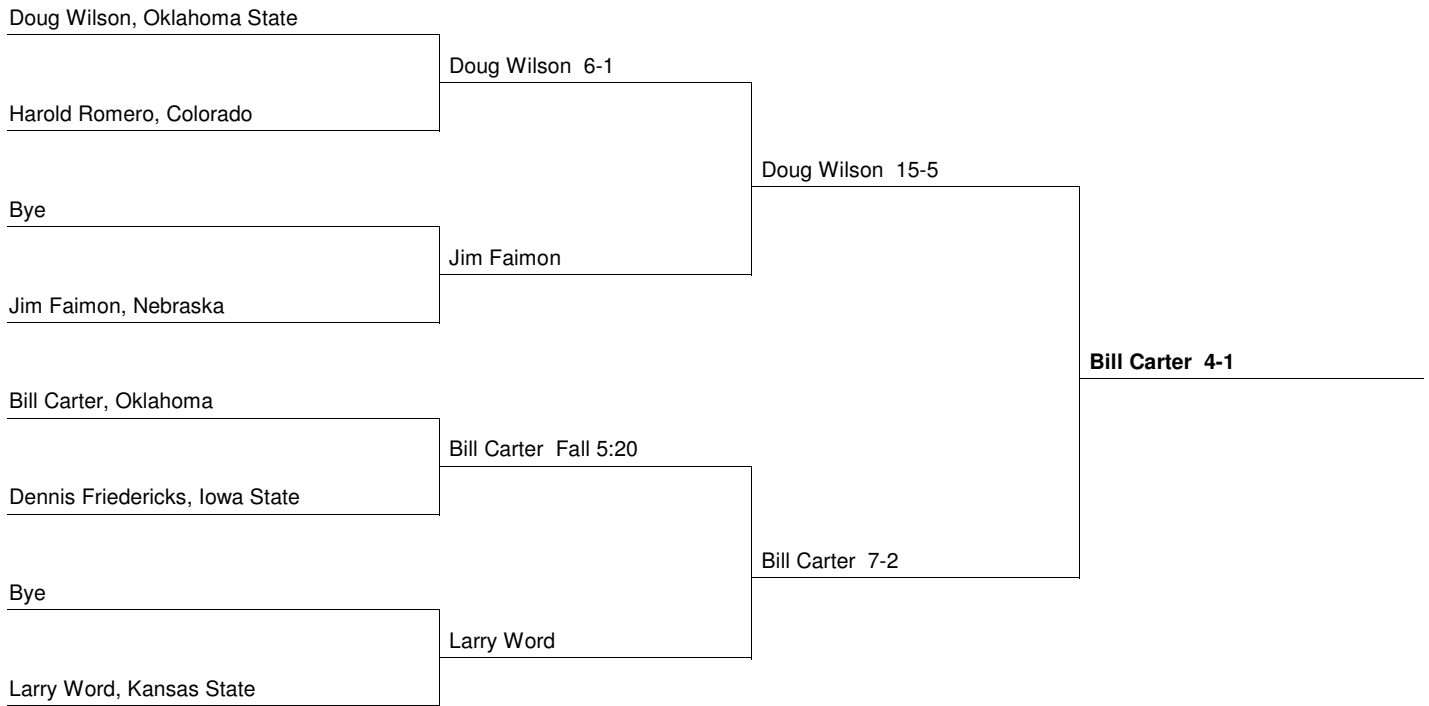 Doug Wilson, Oklahoma State
Doug Wilson 6-1
Harold Romero, Colorado
Doug Wilson 15-5
Bye
Jim Faimon
Jim Faimon, Nebraska
Bill Carter 4-1
Bill Carter, Oklahoma
Bill Carter Fall 5:20
Dennis Friedericks, Iowa State
Bill Carter 7-2
Bye
Larry Word
Larry Word, Kansas State